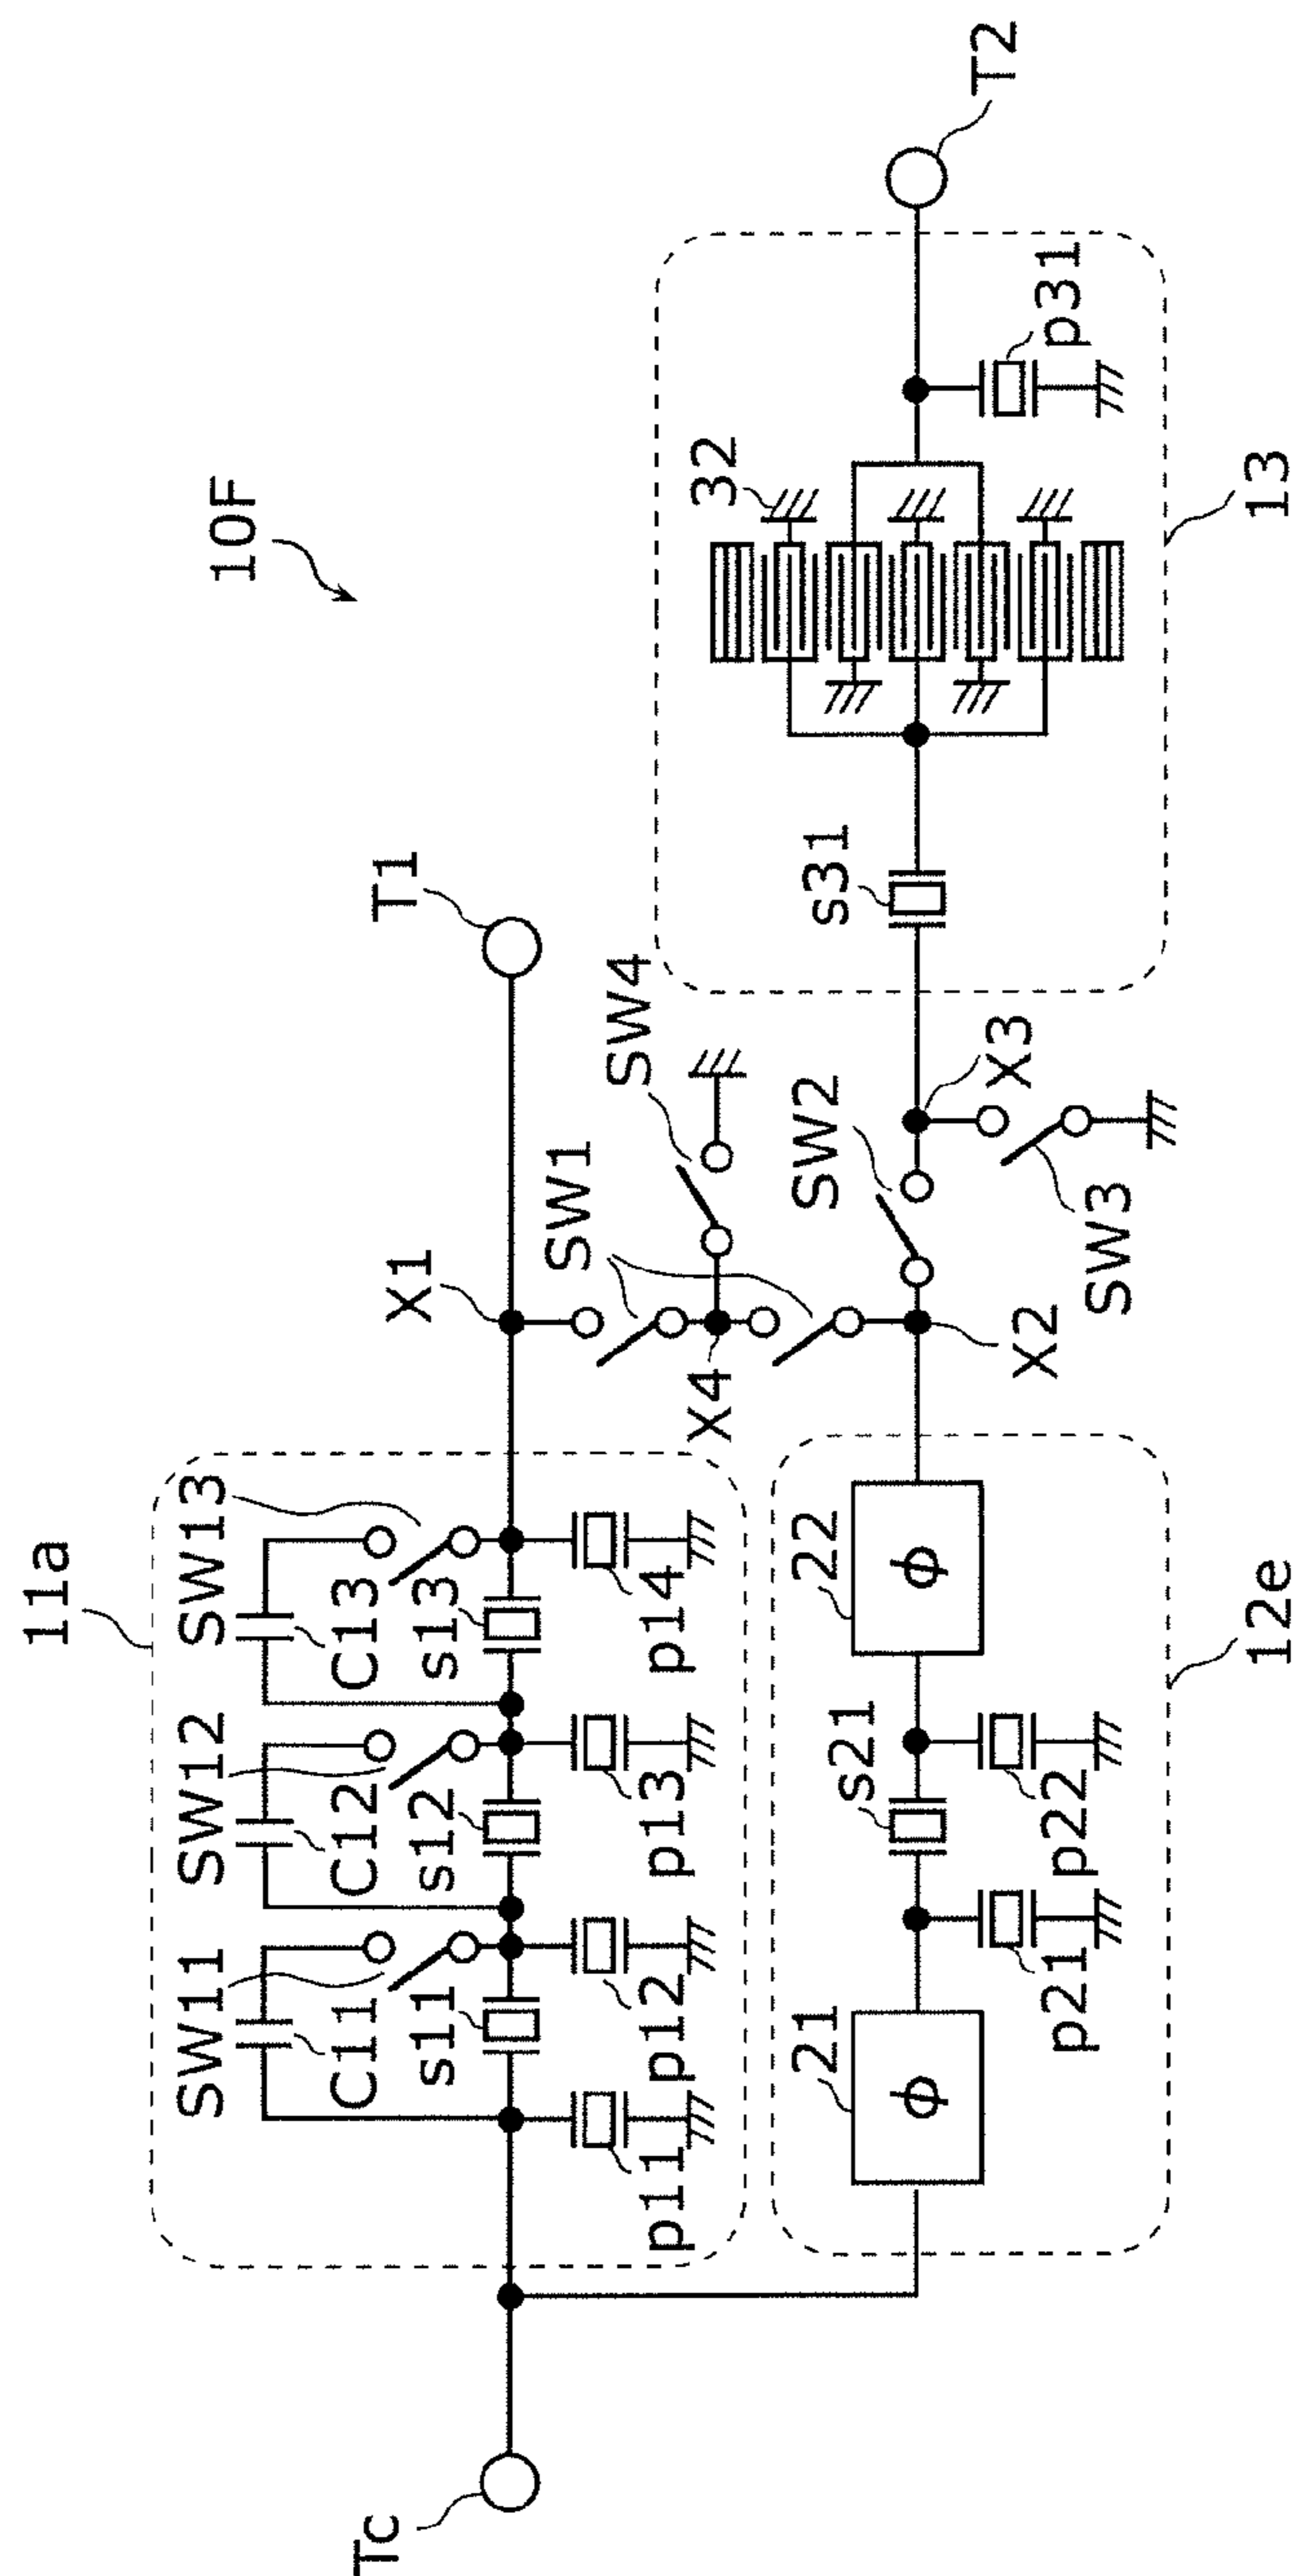 10F
11a
SW11
SW12
SW13
C11
C12
C13
s11
s12
s13
p11
p12
p13
p14
Tc
X1
T1
SW1
SW4
X4
SW2
X2
X3
SW3
21
ϕ
s21
22
ϕ
p21
p22
12e
s31
32
p31
13
T2